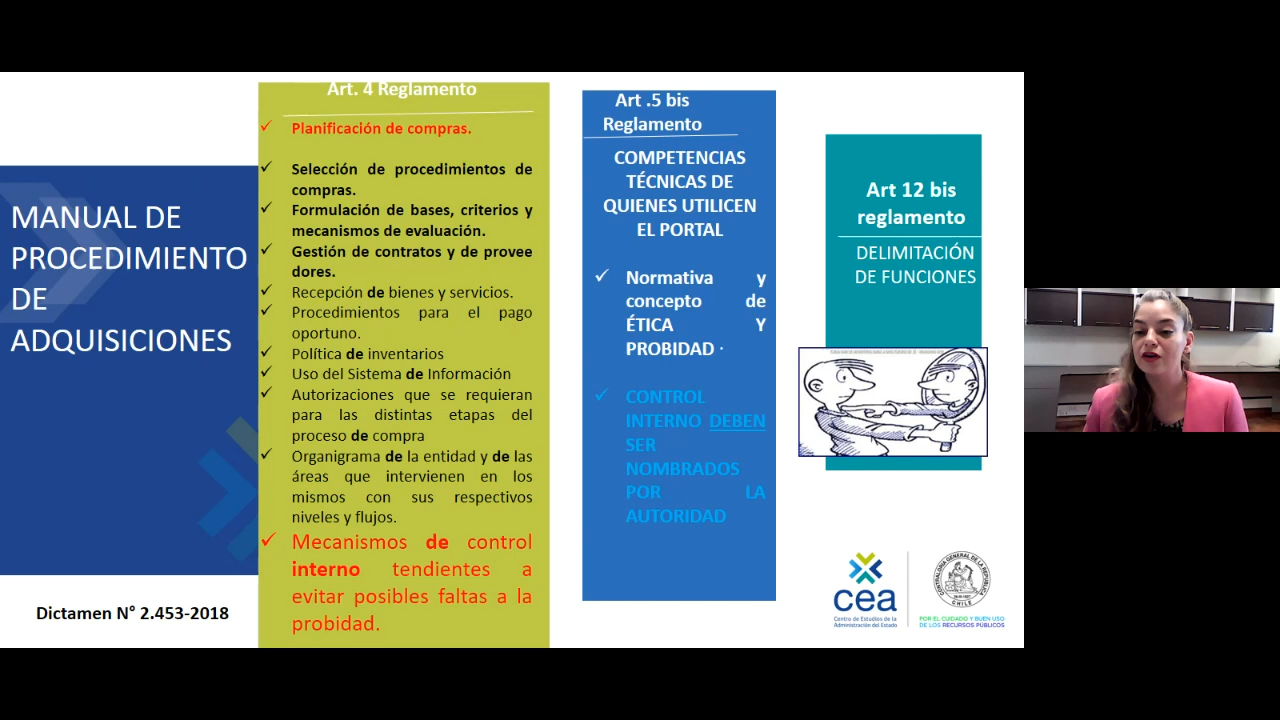 MANUAL DE
PROCEDIMIENTO
DE
ADQUISICIONES
Dictamen N° 2.453-2018
Art. 4 Reglamento
✓ Planificación de compras.
✓ Selección de procedimientos de
compras.
✓ Formulación de bases, criterios y
mecanismos de evaluación.
✓ Gestión de contratos y de provee
dores.
✓ Recepción de bienes y servicios.
✓ Procedimientos para el pago
oportuno.
✓ Política de inventarios
✓ Uso del Sistema de Información
✓ Autorizaciones que se requieran
para las distintas etapas del
proceso de compra
✓ Organigrama de la entidad y de las
áreas que intervienen en los
mismos con sus respectivos
niveles y flujos.
✓ Mecanismos de control
interno tendientes a
evitar posibles faltas a la
probidad.
Art .5 bis
Reglamento
COMPETENCIAS
TÉCNICAS DE
QUIENES UTILICEN
EL PORTAL
✓ Normativa y
concepto de
ÉTICA Y
PROBIDAD ·
✓ CONTROL
INTERNO DEBEN
SER
NOMBRADOS
POR LA
AUTORIDAD
Art 12 bis
reglamento
DELIMITACIÓN
DE FUNCIONES
cea
Centro de Estudios de la
Administración del Estado
CONTRALORIA GENERAL DE LA REPUBLICA
CHILE
POR EL CUIDADO Y BUEN USO
DE LOS RECURSOS PÚBLICOS